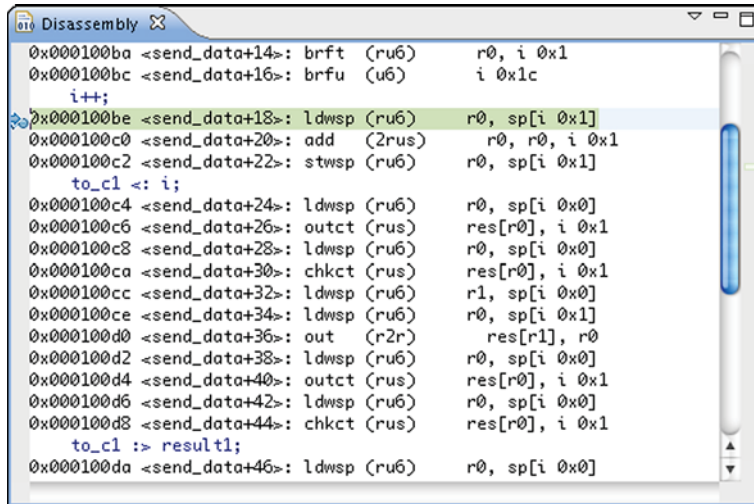 Disassembly
0x000100ba <send_data+14>: brft (ru6) r0, i 0x1
0x000100bc <send_data+16>: brfu (u6) i 0x1c
i++;
0x000100be <send_data+18>: ldwsp (ru6) r0, sp[i 0x1]
0x000100c0 <send_data+20>: add (2rus) r0, r0, i 0x1
0x000100c2 <send_data+22>: stwsp (ru6) r0, sp[i 0x1]
to_c1 <: i;
0x000100c4 <send_data+24>: ldwsp (ru6) r0, sp[i 0x0]
0x000100c6 <send_data+26>: outct (rus) res[r0], i 0x1
0x000100c8 <send_data+28>: ldwsp (ru6) r0, sp[i 0x0]
0x000100ca <send_data+30>: chkct (rus) res[r0], i 0x1
0x000100cc <send_data+32>: ldwsp (ru6) r1, sp[i 0x0]
0x000100ce <send_data+34>: ldwsp (ru6) r0, sp[i 0x1]
0x000100d0 <send_data+36>: out (r2r) res[r1], r0
0x000100d2 <send_data+38>: ldwsp (ru6) r0, sp[i 0x0]
0x000100d4 <send_data+40>: outct (rus) res[r0], i 0x1
0x000100d6 <send_data+42>: ldwsp (ru6) r0, sp[i 0x0]
0x000100d8 <send_data+44>: chkct (rus) res[r0], i 0x1
to_c1 :> result1;
0x000100da <send_data+46>: ldwsp (ru6) r0, sp[i 0x0]